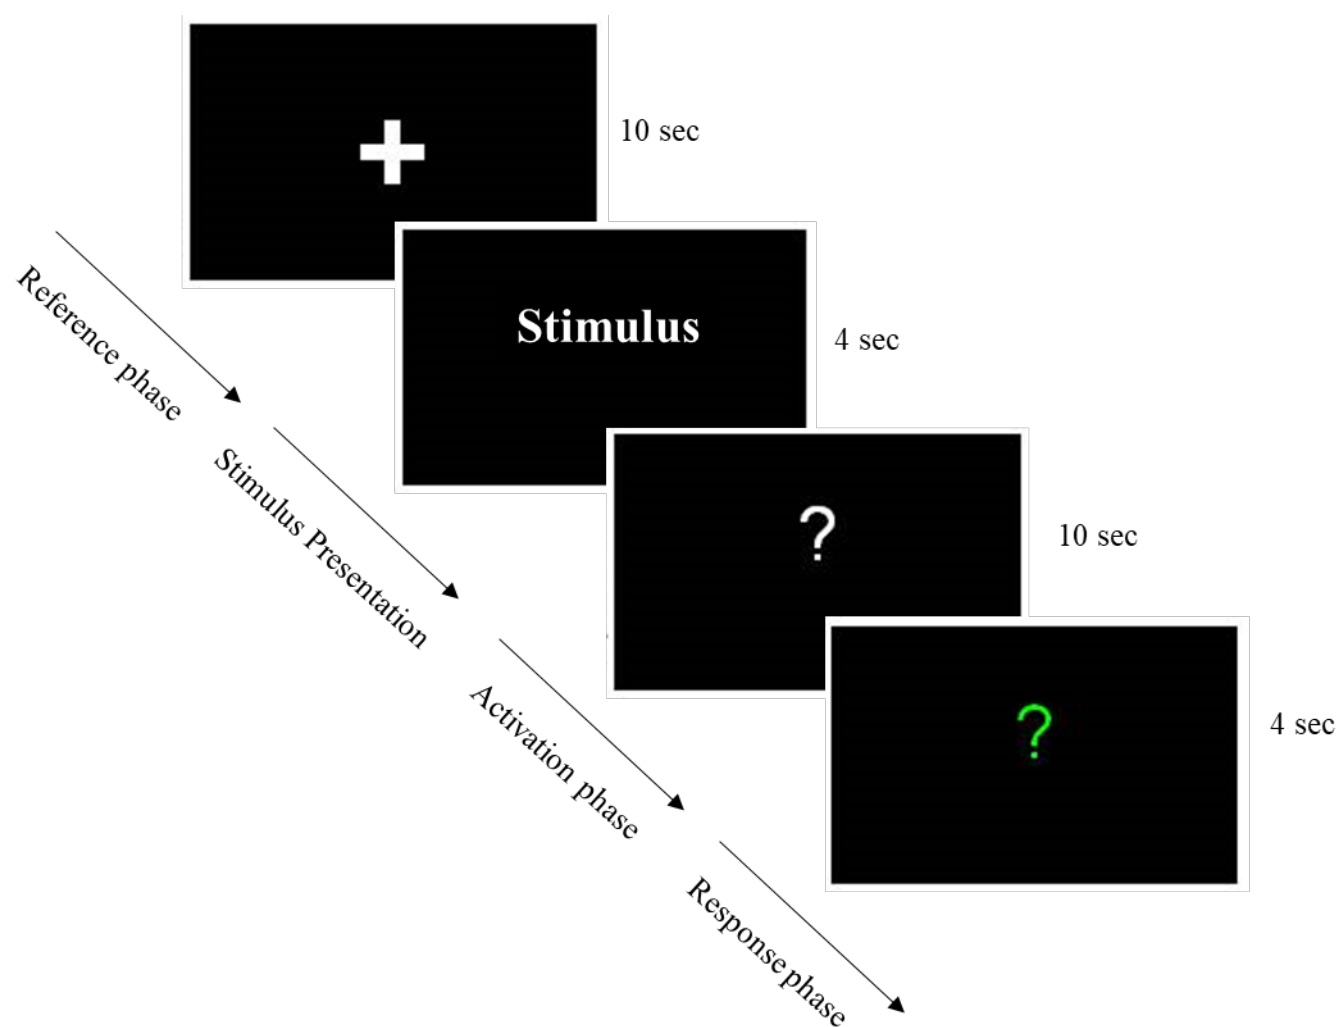 10 sec
Stimulus
4 sec
?
10 sec
?
4 sec
Reference phase
Stimulus Presentation
Activation phase
Response phase